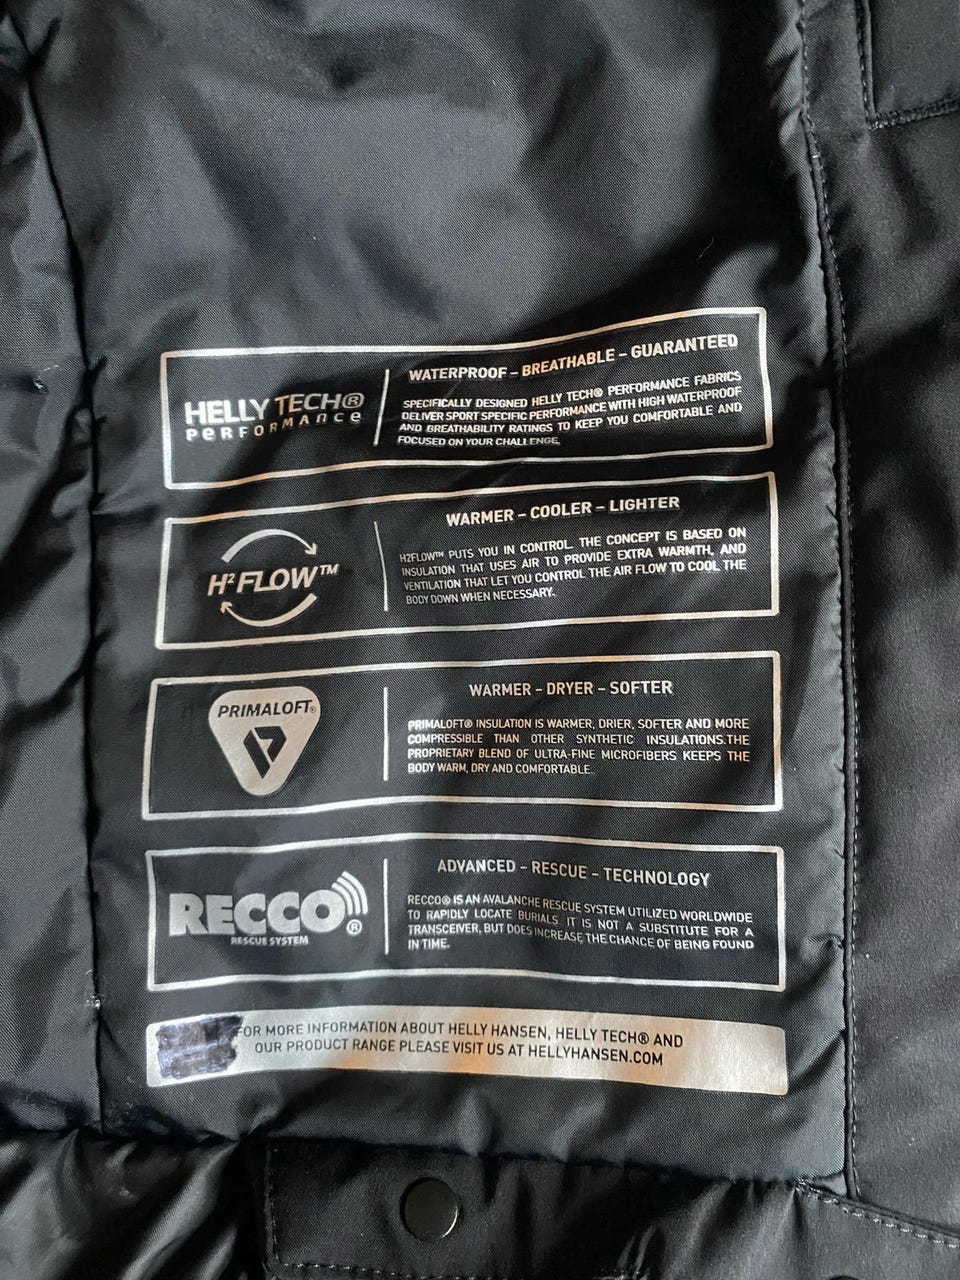 HELLY TECH®
PERFORMANCE
WATERPROOF – BREATHABLE – GUARANTEED
SPECIFICALLY DESIGNED HELLY TECH® PERFORMANCE FABRICS
DELIVER SPORT SPECIFIC PERFORMANCE WITH HIGH WATERPROOF
AND BREATHABILITY RATINGS TO KEEP YOU COMFORTABLE AND
FOCUSED ON YOUR CHALLENGE.
H² FLOW™
WARMER – COOLER – LIGHTER
H2FLOW™ PUTS YOU IN CONTROL. THE CONCEPT IS BASED ON
INSULATION THAT USES AIR TO PROVIDE EXTRA WARMTH, AND
VENTILATION THAT LET YOU CONTROL THE AIR FLOW TO COOL THE
BODY DOWN WHEN NECESSARY.
PRIMALOFT®
WARMER – DRYER – SOFTER
PRIMALOFT® INSULATION IS WARMER, DRIER, SOFTER AND MORE
COMPRESSIBLE THAN OTHER SYNTHETIC INSULATIONS.THE
PROPRIETARY BLEND OF ULTRA-FINE MICROFIBERS KEEPS THE
BODY WARM, DRY AND COMFORTABLE.
RECCO®
RESCUE SYSTEM
ADVANCED – RESCUE – TECHNOLOGY
RECCO® IS AN AVALANCHE RESCUE SYSTEM UTILIZED WORLDWIDE
TO RAPIDLY LOCATE BURIALS. IT IS NOT A SUBSTITUTE FOR A
TRANSCEIVER, BUT DOES INCREASE THE CHANCE OF BEING FOUND
IN TIME.
FOR MORE INFORMATION ABOUT HELLY HANSEN, HELLY TECH® AND
OUR PRODUCT RANGE PLEASE VISIT US AT HELLYHANSEN.COM